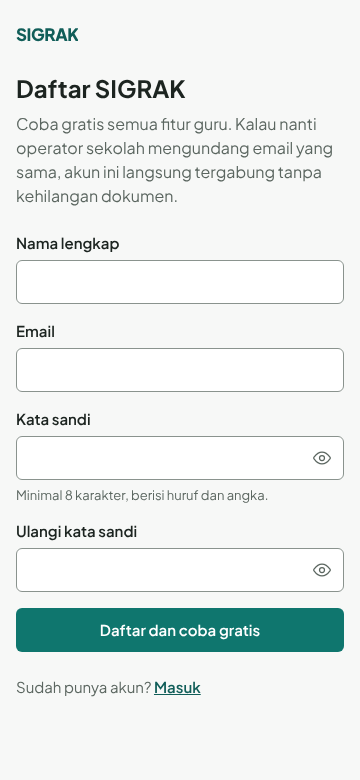 SIGRAK
Daftar SIGRAK
Coba gratis semua fitur guru. Kalau nanti
operator sekolah mengundang email yang
sama, akun ini langsung tergabung tanpa
kehilangan dokumen.
Nama lengkap
Email
Kata sandi
Minimal 8 karakter, berisi huruf dan angka.
Ulangi kata sandi
Daftar dan coba gratis
Sudah punya akun? Masuk